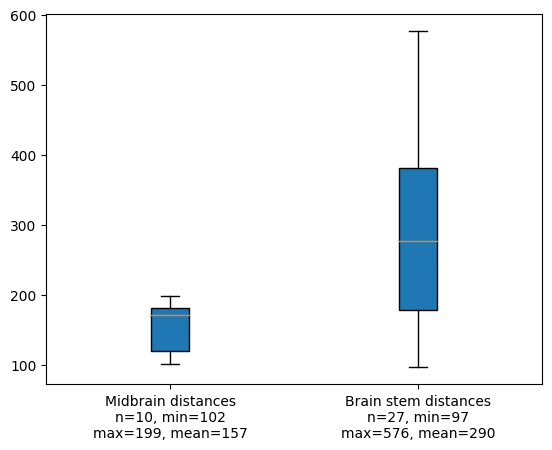 600
500
400
300
200
100
Midbrain distances
n=10, min=102
max=199, mean=157
Brain stem distances
n=27, min=97
max=576, mean=290